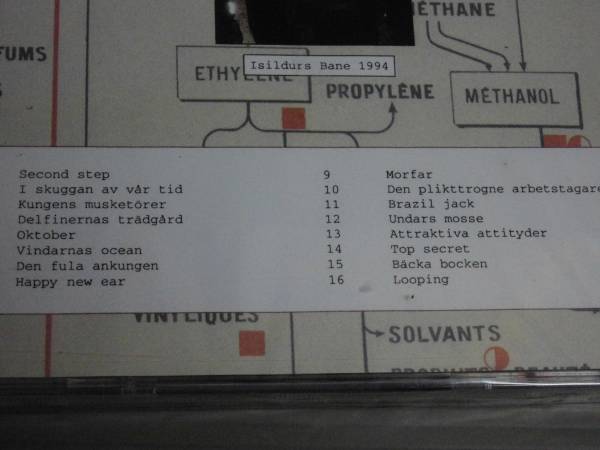 MÉTHANE
FUMS
Isildurs Bane 1994
ETHYLÈNE
PROPYLÈNE
MÉTHANOL
Second step
I skuggan av vår tid
Kungens musketörer
Delfinernas trädgård
Oktober
Vindarnas ocean
Den fula ankungen
Happy new ear
9 Morfar
10 Den plikttrogne arbetstagare
11 Brazil jack
12 Undars mosse
13 Attraktiva attityder
14 Top secret
15 Bäcka bocken
16 Looping
VINYLIQUES
SOLVANTS